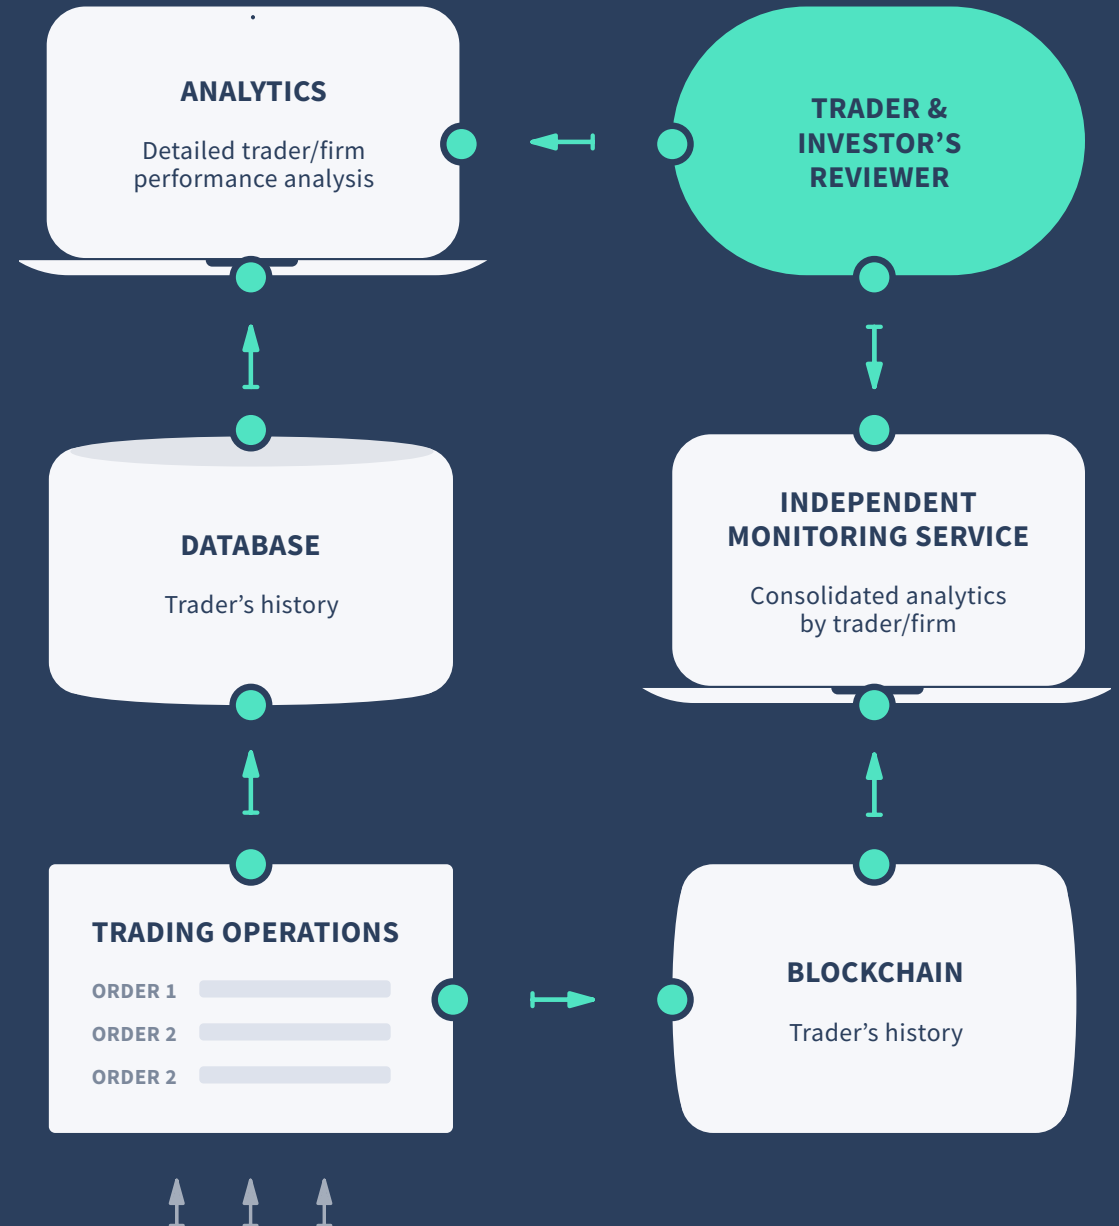 ANALYTICS
Detailed trader/firm
performance analysis
TRADER &
INVESTOR’S
REVIEWER
DATABASE
Trader’s history
INDEPENDENT
MONITORING SERVICE
Consolidated analytics
by trader/firm
TRADING OPERATIONS
ORDER 1
ORDER 2
ORDER 2
BLOCKCHAIN
Trader’s history